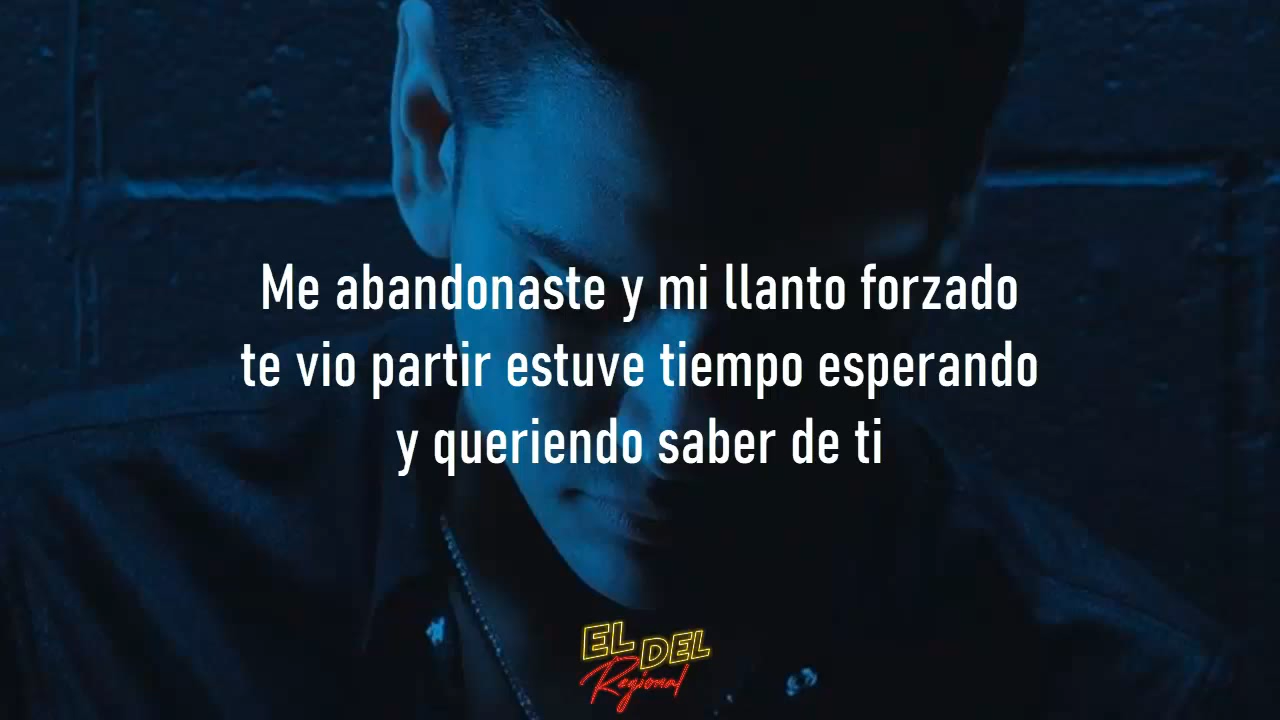 Me abandonaste y mi llanto forzado
te vio partir estuve tiempo esperando
y queriendo saber de ti
EL DEL
Regional